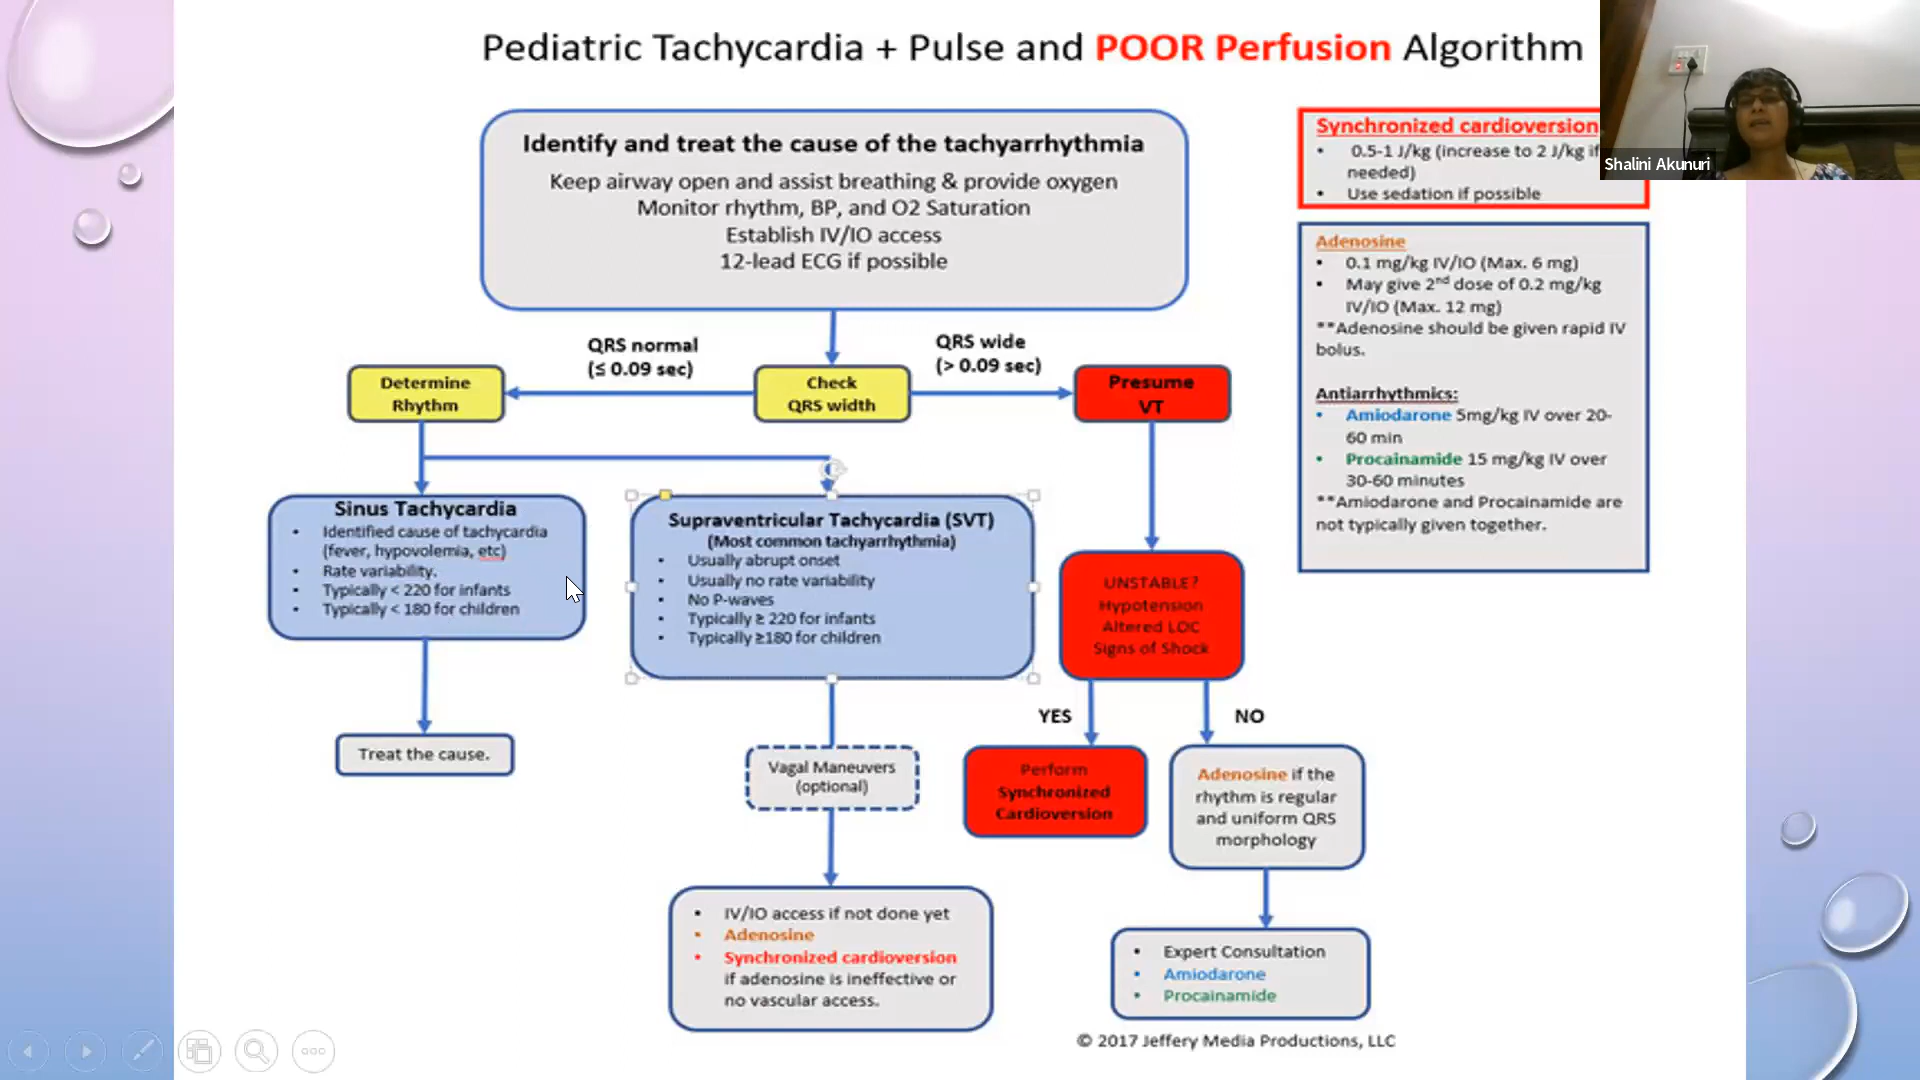 Pediatric Tachycardia + Pulse and POOR Perfusion Algorithm
Identify and treat the cause of the tachyarrhythmia
Keep airway open and assist breathing & provide oxygen
Monitor rhythm, BP, and O2 Saturation
Establish IV/IO access
12-lead ECG if possible
QRS normal
(≤ 0.09 sec)
QRS wide
(> 0.09 sec)
Determine
Rhythm
Check
QRS width
Presume
VT
Sinus Tachycardia
• Identified cause of tachycardia
(fever, hypovolemia, etc)
• Rate variability.
• Typically < 220 for infants
• Typically < 180 for children
Treat the cause.
Supraventricular Tachycardia (SVT)
(Most common tachyarrhythmia)
• Usually abrupt onset
• Usually no rate variability
• No P-waves
• Typically ≥ 220 for infants
• Typically ≥180 for children
Vagal Maneuvers
(optional)
• IV/IO access if not done yet
• Adenosine
• Synchronized cardioversion
if adenosine is ineffective or
no vascular access.
UNSTABLE?
Hypotension
Altered LOC
Signs of Shock
YES
NO
Perform
Synchronized
Cardioversion
Adenosine if the
rhythm is regular
and uniform QRS
morphology
• Expert Consultation
• Amiodarone
• Procainamide
Synchronized cardioversion
• 0.5-1 J/kg (increase to 2 J/kg if
needed)
• Use sedation if possible
Adenosine
• 0.1 mg/kg IV/IO (Max. 6 mg)
• May give 2nd dose of 0.2 mg/kg
IV/IO (Max. 12 mg)
**Adenosine should be given rapid IV
bolus.
Antiarrhythmics:
• Amiodarone 5mg/kg IV over 20-
60 min
• Procainamide 15 mg/kg IV over
30-60 minutes
**Amiodarone and Procainamide are
not typically given together.
© 2017 Jeffery Media Productions, LLC
Shalini Akunuri